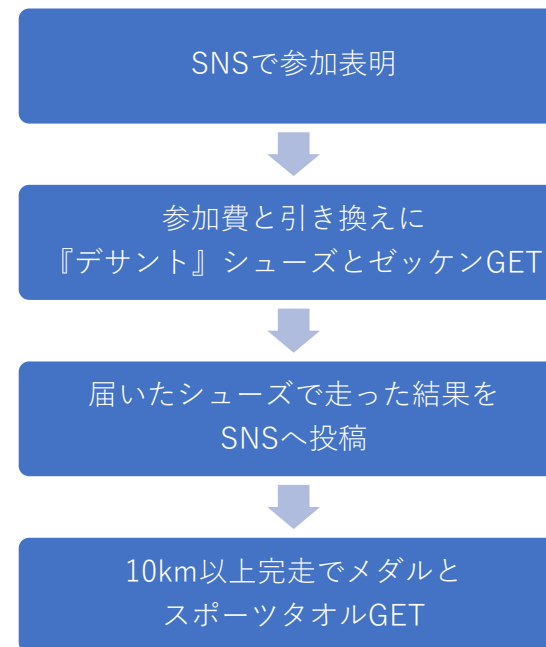 SNSで参加表明
参加費と引き換えに
『デサント』シューズとゼッケンGET
届いたシューズで走った結果を
SNSへ投稿
10km以上完走でメダルと
スポーツタオルGET